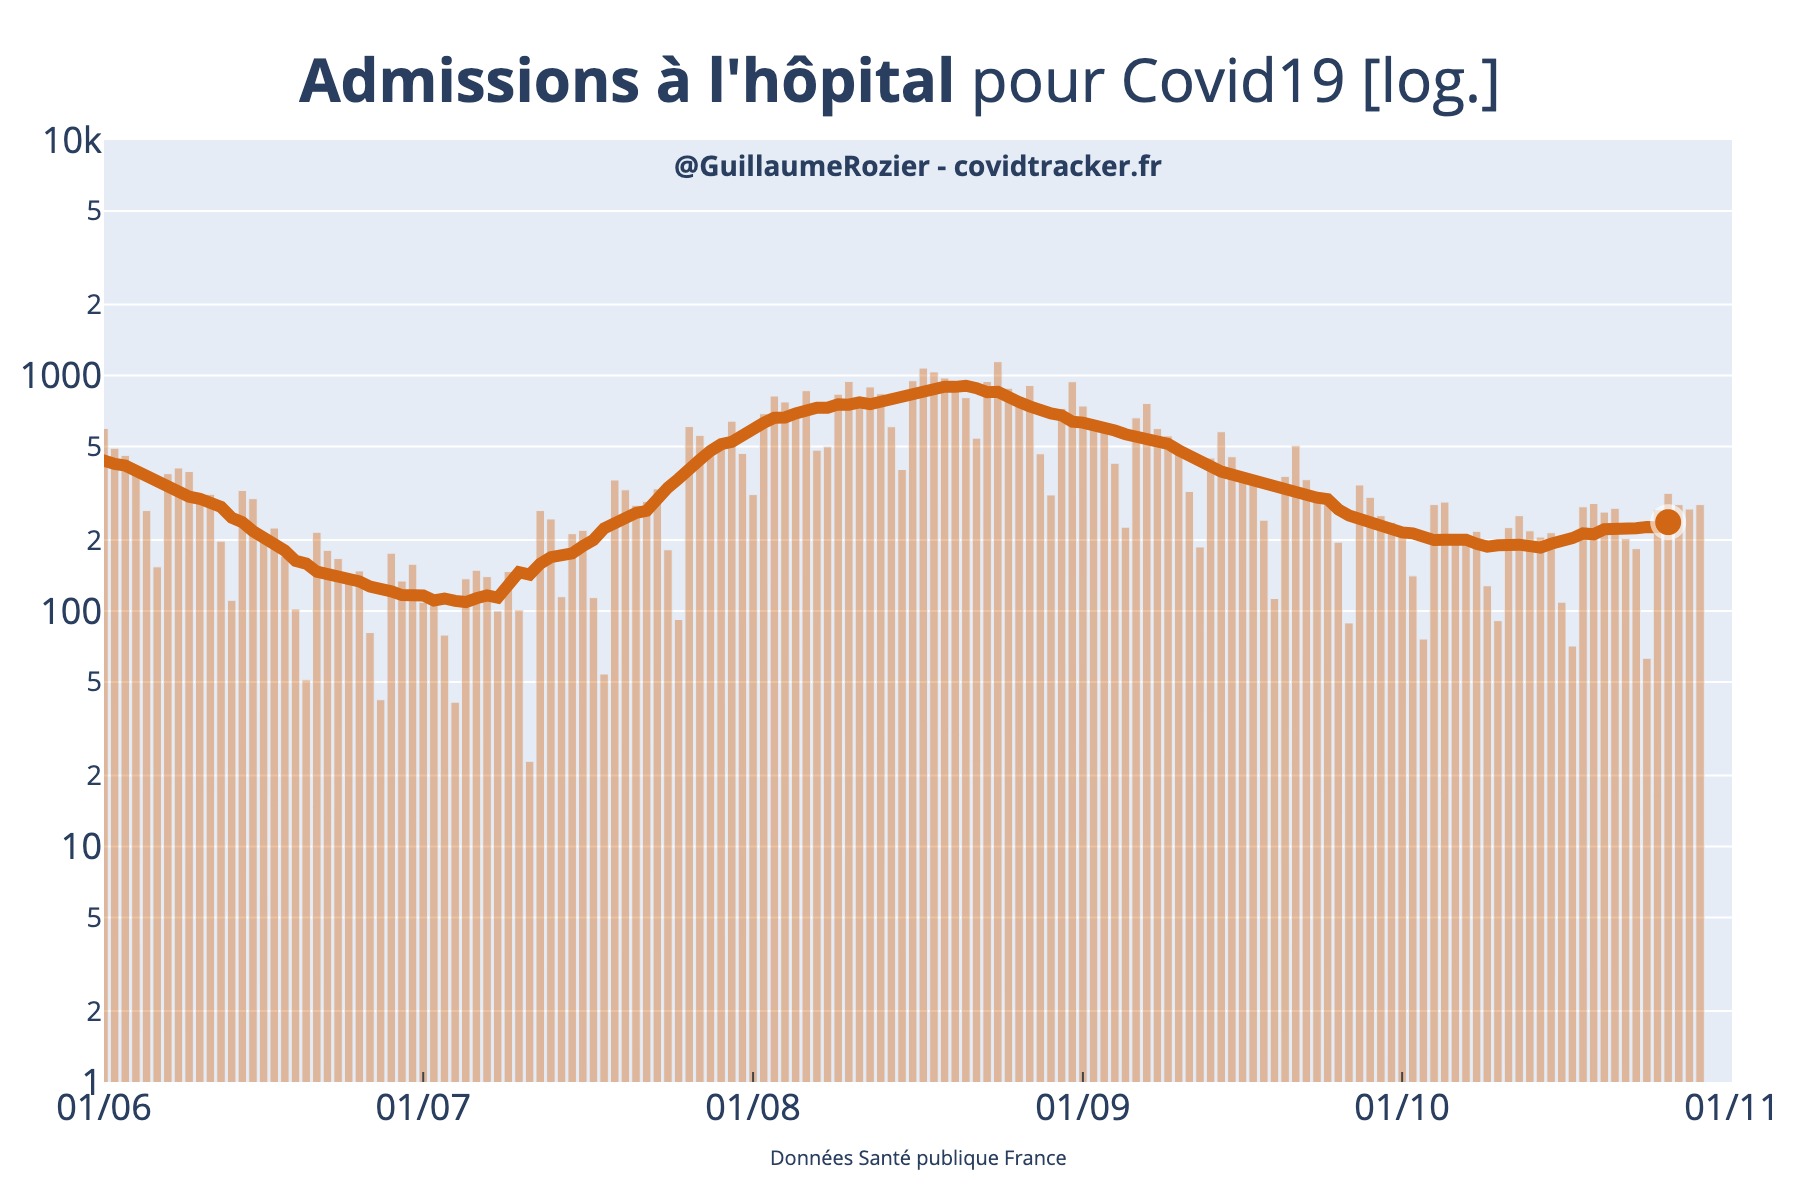 Admissions à l'hôpital pour Covid19 [log.]
@GuillaumeRozier - covidtracker.fr
10k
5
2
1000
5
2
100
5
2
10
5
2
1
01/06 01/07 01/08 01/09 01/10 01/11
Données Santé publique France